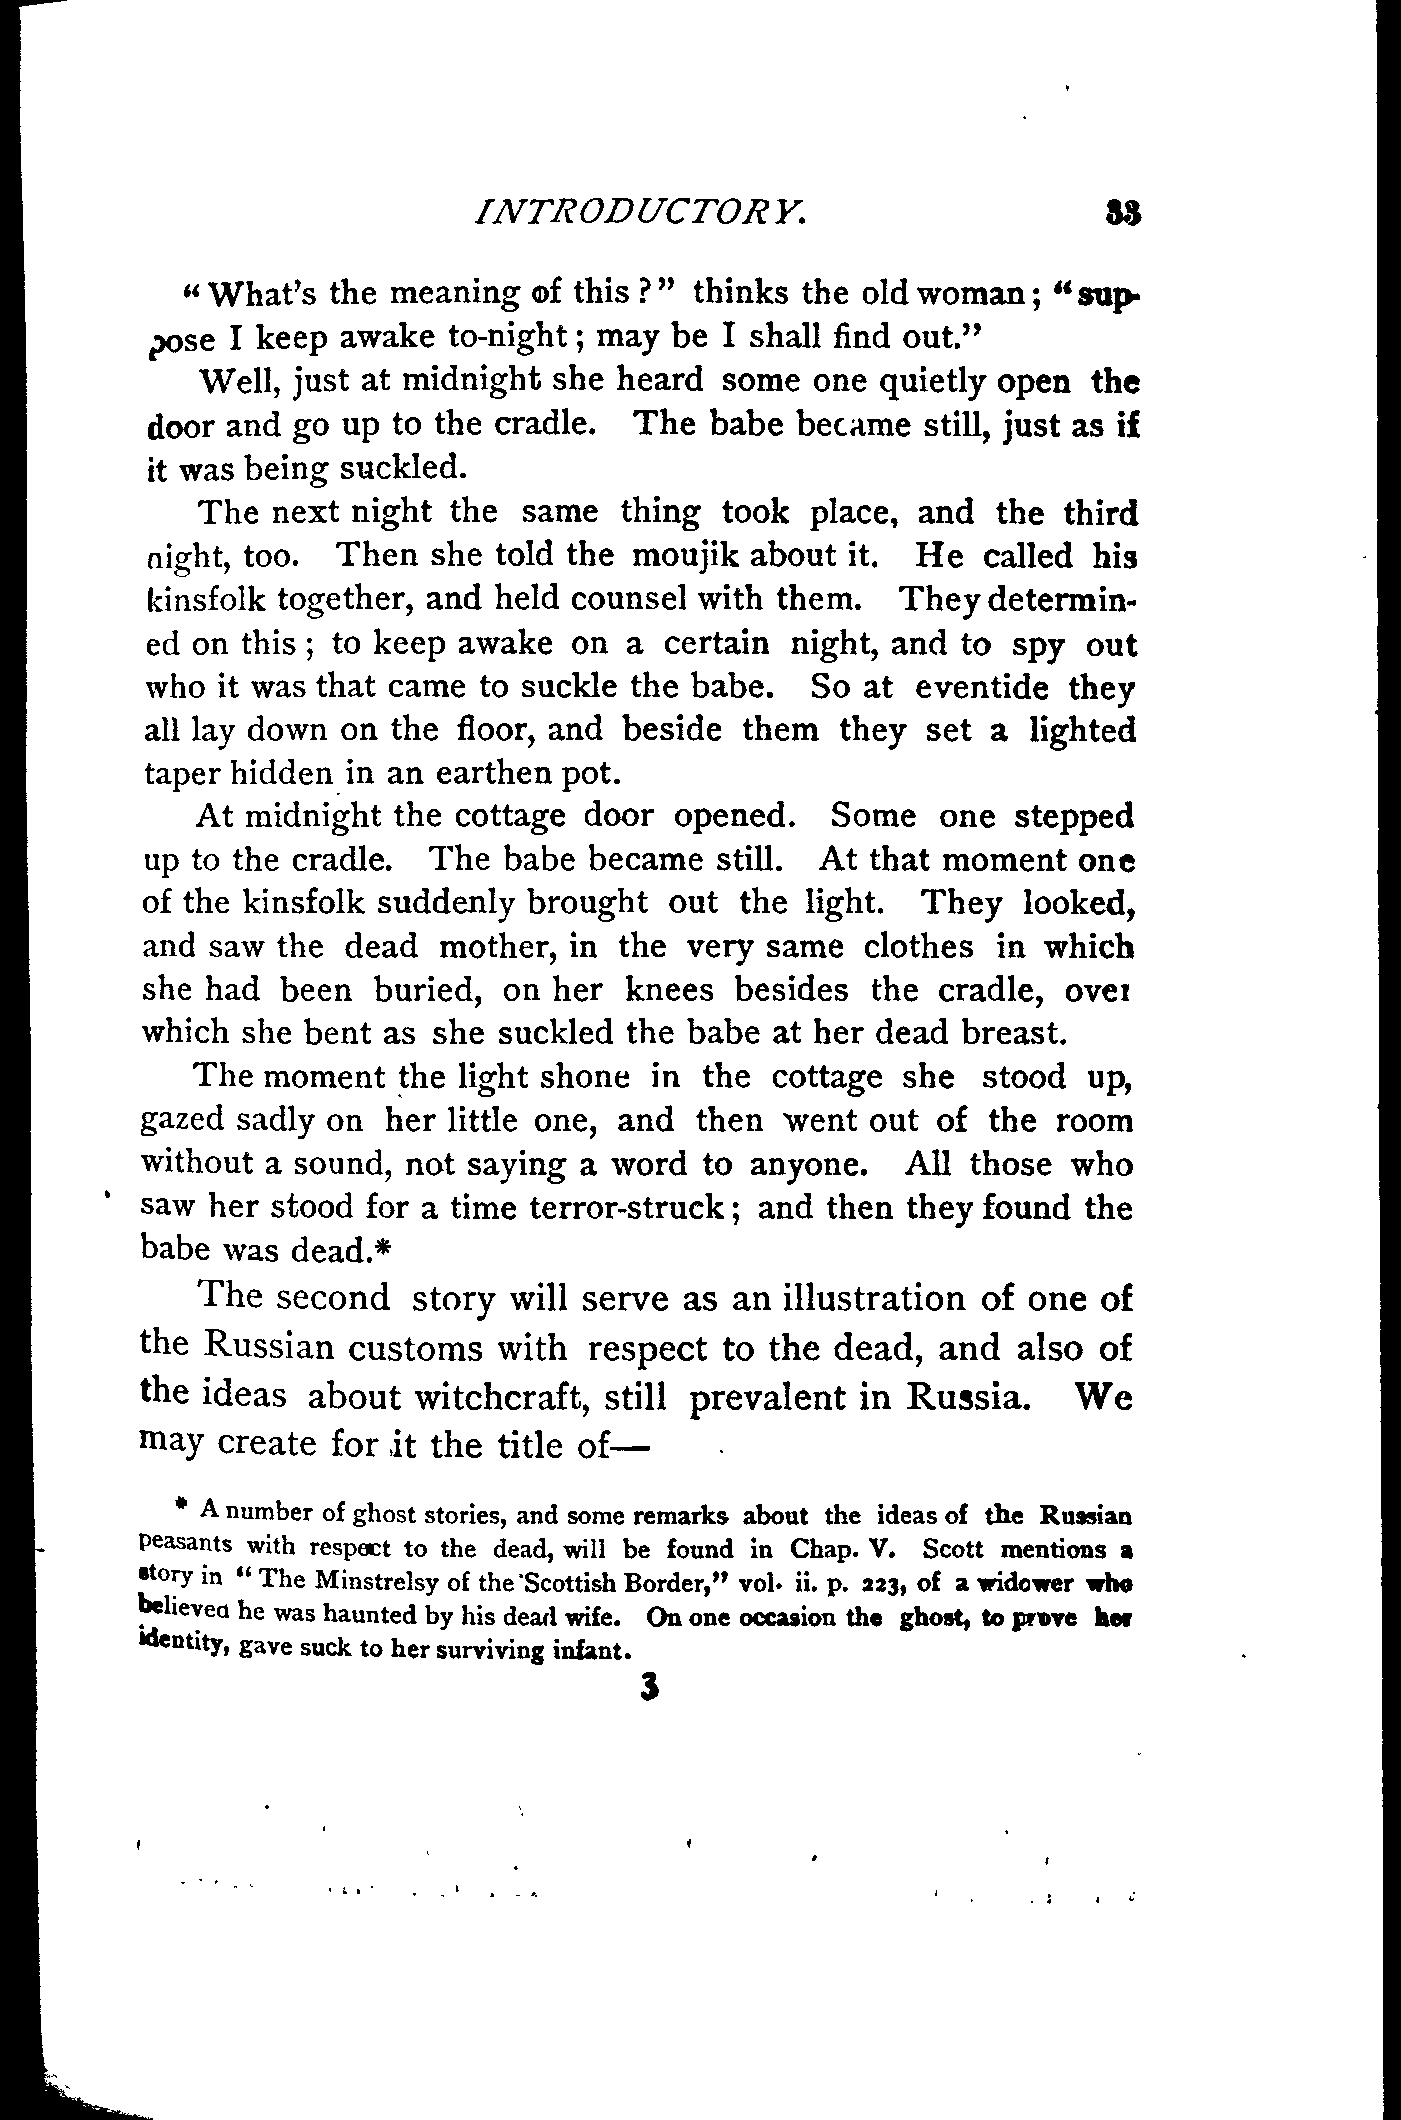 INTRODUCTORY. 33
"What's the meaning of this?" thinks the old woman; "sup-
pose I keep awake to-night; may be I shall find out."
Well, just at midnight she heard some one quietly open the
door and go up to the cradle. The babe became still, just as if
it was being suckled.
The next night the same thing took place, and the third
night, too. Then she told the moujik about it. He called his
kinsfolk together, and held counsel with them. They determin-
ed on this; to keep awake on a certain night, and to spy out
who it was that came to suckle the babe. So at eventide they
all lay down on the floor, and beside them they set a lighted
taper hidden in an earthen pot.
At midnight the cottage door opened. Some one stepped
up to the cradle. The babe became still. At that moment one
of the kinsfolk suddenly brought out the light. They looked,
and saw the dead mother, in the very same clothes in which
she had been buried, on her knees besides the cradle, over
which she bent as she suckled the babe at her dead breast.
The moment the light shone in the cottage she stood up,
gazed sadly on her little one, and then went out of the room
without a sound, not saying a word to anyone. All those who
saw her stood for a time terror-struck; and then they found the
babe was dead.*
The second story will serve as an illustration of one of
the Russian customs with respect to the dead, and also of
the ideas about witchcraft, still prevalent in Russia. We
may create for it the title of—
* A number of ghost stories, and some remarks about the ideas of the Russian
peasants with respect to the dead, will be found in Chap. V. Scott mentions a
story in "The Minstrelsy of the Scottish Border," vol. ii. p. 223, of a widower who
believed he was haunted by his dead wife. On one occasion the ghost, to prove her
identity, gave suck to her surviving infant.
3